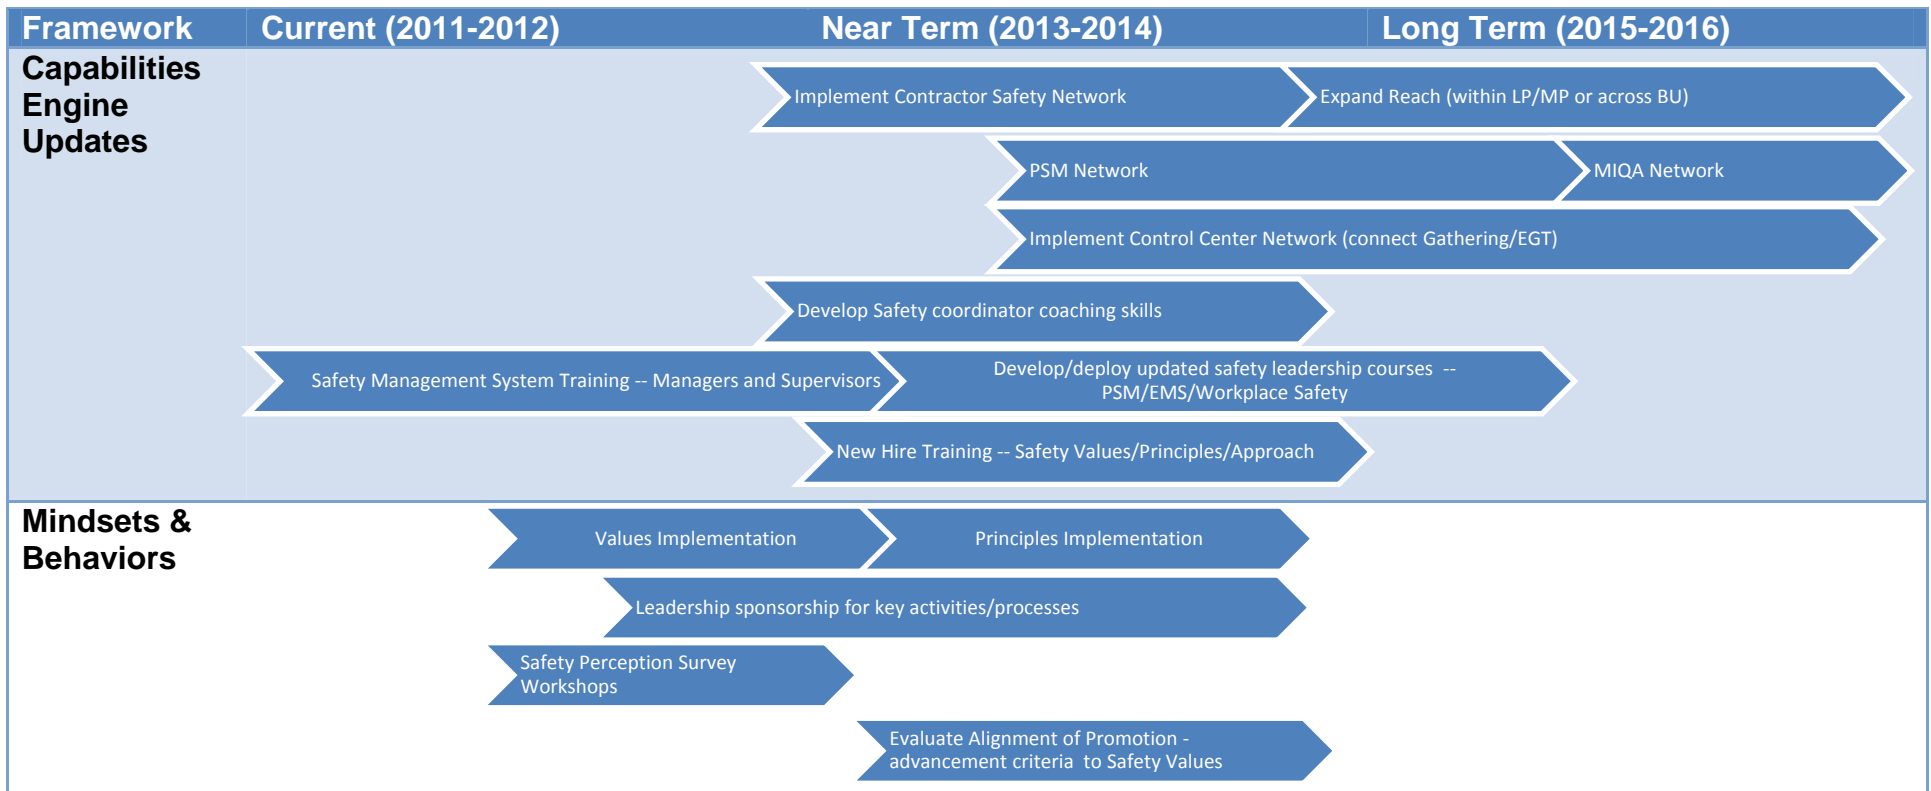 Framework
Current (2011-2012)
Near Term (2013-2014)
Long Term (2015-2016)
Capabilities
Engine
Updates
Implement Contractor Safety Network
Expand Reach (within LP/MP or across BU)
PSM Network
MIQA Network
Implement Control Center Network (connect Gathering/EGT)
Develop Safety coordinator coaching skills
Safety Management System Training -- Managers and Supervisors
Develop/deploy updated safety leadership courses --
PSM/EMS/Workplace Safety
New Hire Training -- Safety Values/Principles/Approach
Mindsets &
Behaviors
Values Implementation
Principles Implementation
Leadership sponsorship for key activities/processes
Safety Perception Survey
Workshops
Evaluate Alignment of Promotion -
advancement criteria to Safety Values